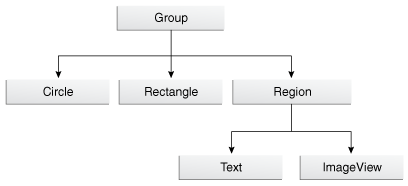 Group
Circle
Rectangle
Region
Text
ImageView